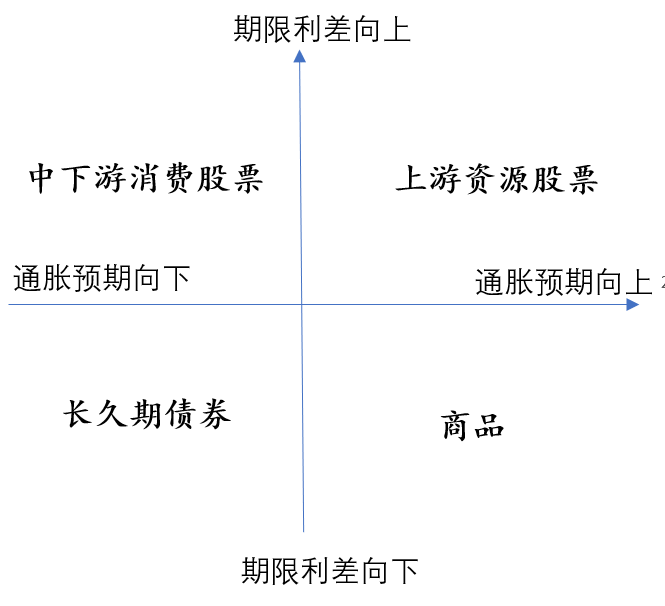 期限利差向上
中下游消费股票
上游资源股票
通胀预期向下
通胀预期向上
长久期债券
商品
期限利差向下